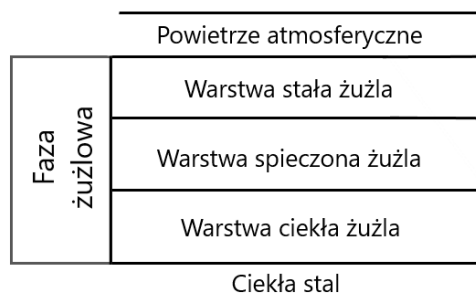 Powietrze atmosferyczne
Warstwa stała żużla
Faza
żużlowa
Warstwa spieczona żużla
Warstwa ciekła żużla
Ciekła stal